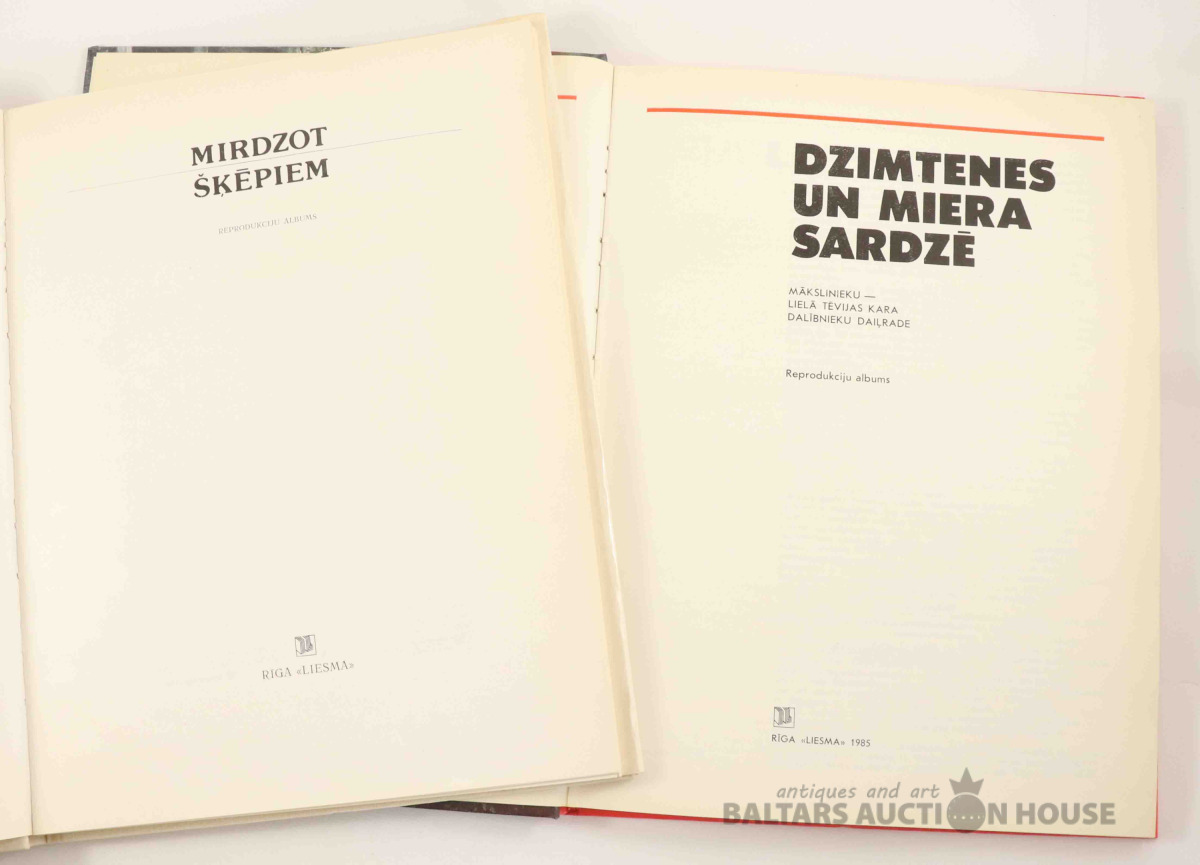 MIRDZOT
ŠĶĒPIEM
REPRODUKCIJU ALBUMS
RĪGA «LIESMA»
DZIMTENES
UN MIERA
SARDZĒ
MĀKSLINIEKU —
LIELĀ TĒVIJAS KARA
DALĪBNIEKU DAIĻRADE
Reprodukciju albums
RĪGA «LIESMA» 1985
antiques and art
BALTARS AUCTION HOUSE